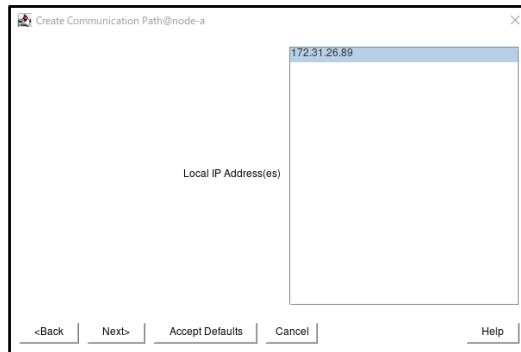 Create Communication Path@node-a
172.31.26.89
Local IP Address(es)
<Back Next> Accept Defaults Cancel Help